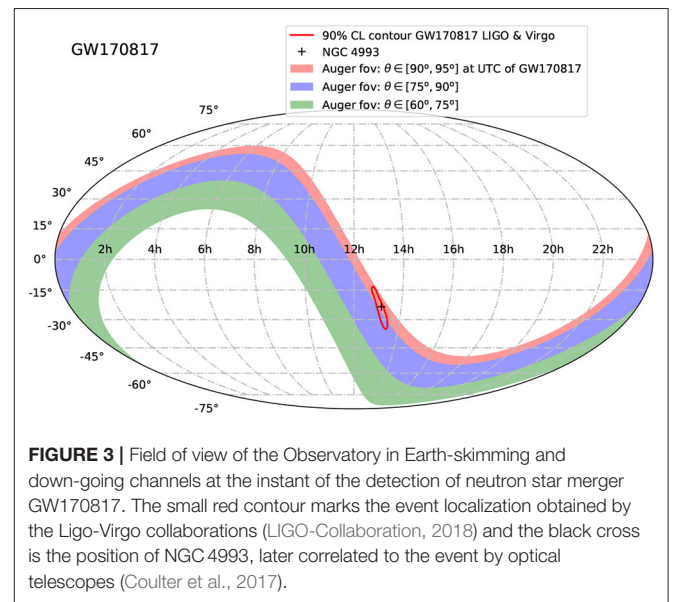 GW170817
90% CL contour GW170817 LIGO & Virgo
NGC 4993
Auger fov: θ ∈ [90°, 95°] at UTC of GW170817
Auger fov: θ ∈ [75°, 90°]
Auger fov: θ ∈ [60°, 75°]
75°
60°
45°
30°
15°
0°
-15°
-30°
-45°
-60°
-75°
2h 4h 6h 8h 10h 12h 14h 16h 18h 20h 22h
FIGURE 3 | Field of view of the Observatory in Earth-skimming and
down-going channels at the instant of the detection of neutron star merger
GW170817. The small red contour marks the event localization obtained by
the Ligo-Virgo collaborations (LIGO-Collaboration, 2018) and the black cross
is the position of NGC 4993, later correlated to the event by optical
telescopes (Coulter et al., 2017).